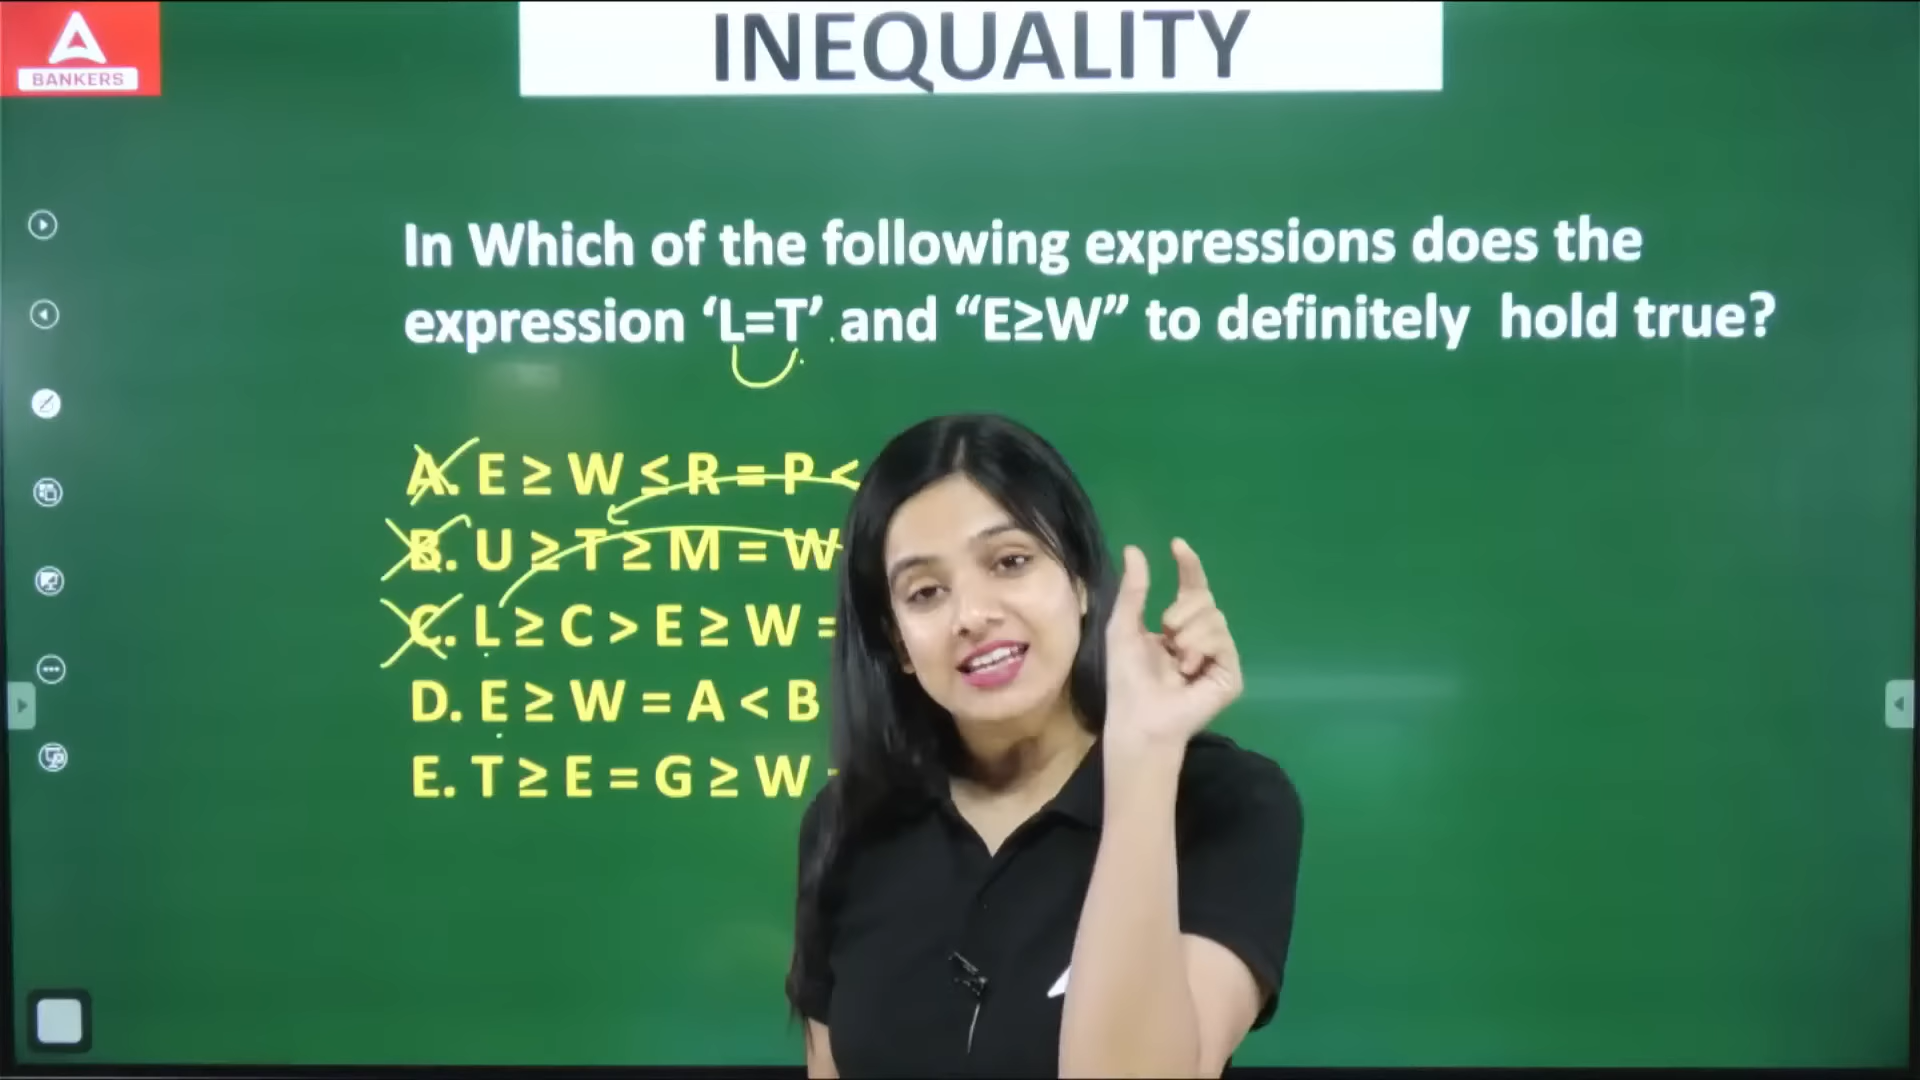 BANKERS
INEQUALITY
In Which of the following expressions does the
expression ‘L=T’ and “E≥W” to definitely hold true?
A. E ≥ W ≤ R = P <
B. U ≥ T ≥ M = W
C. L ≥ C > E ≥ W =
D. E ≥ W = A < B
E. T ≥ E = G ≥ W